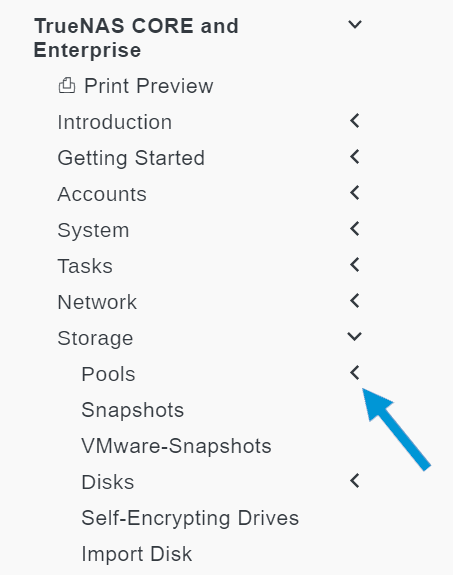 TrueNAS CORE and
Enterprise
Print Preview
Introduction
Getting Started
Accounts
System
Tasks
Network
Storage
Pools
Snapshots
VMware-Snapshots
Disks
Self-Encrypting Drives
Import Disk